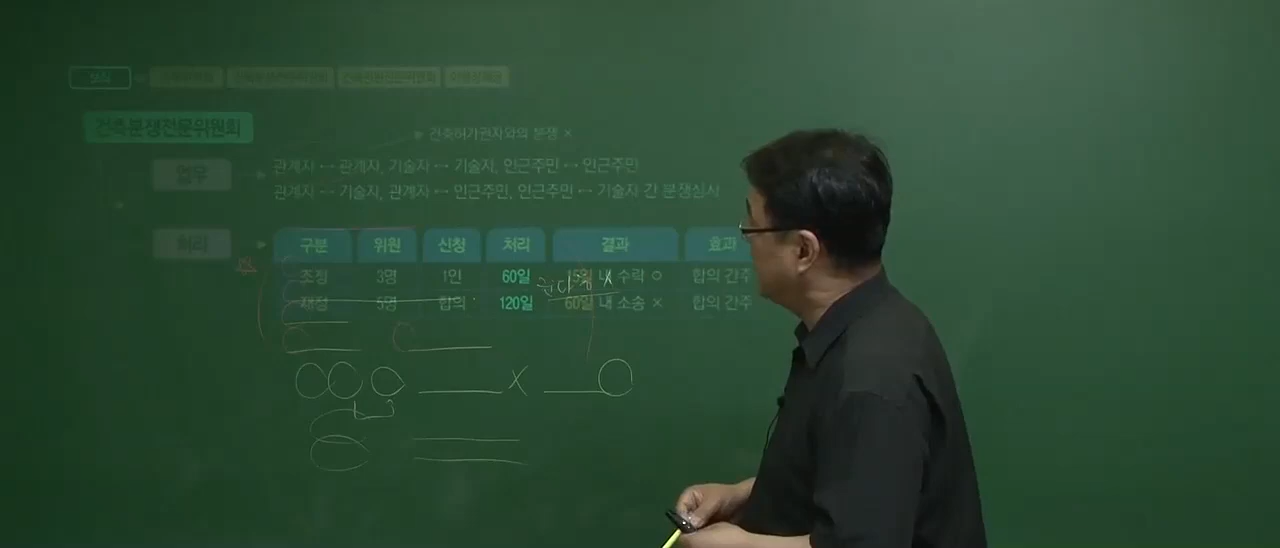 건축분쟁전문위원회
건축허가권자와의 분쟁 ×
업무
관계자 ↔ 관계자, 기술자 ↔ 기술자, 인근주민 ↔ 인근주민
관계자 ↔ 기술자, 관계자 ↔ 인근주민, 인근주민 ↔ 기술자 간 분쟁심사
처리
구분 위원 신청 처리 결과 효과
조정 3명 1인 60일 15일 내 수락 ○ 합의 간주
재정 5명 합의 120일 60일 내 소송 × 합의 간주